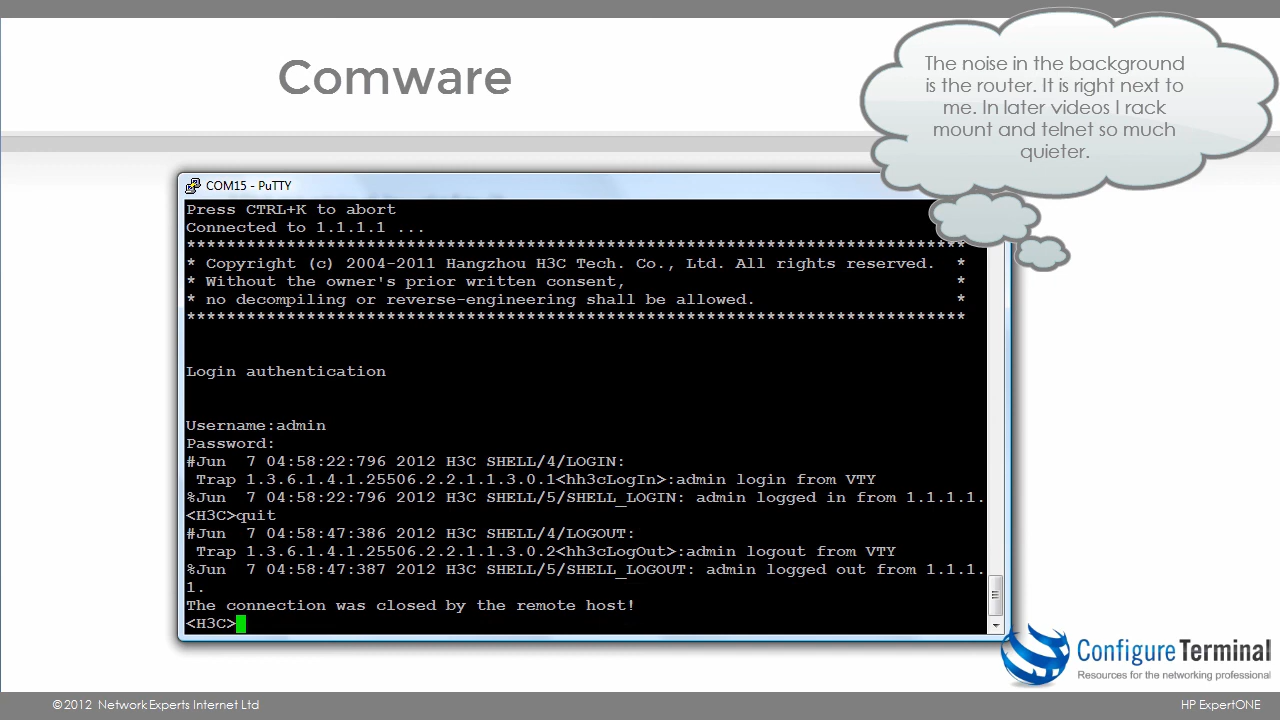 Comware
The noise in the background
is the router. It is right next to
me. In later videos I rack
mount and telnet so much
quieter.
COM15 - PuTTY
Press CTRL+K to abort
Connected to 1.1.1.1 ...
******************************************************************************
* Copyright (c) 2004-2011 Hangzhou H3C Tech. Co., Ltd. All rights reserved.  *
* Without the owner's prior written consent,                                 *
* no decompiling or reverse-engineering shall be allowed.                    *
******************************************************************************
Login authentication
Username:admin
Password:
#Jun  7 04:58:22:796 2012 H3C SHELL/4/LOGIN:
 Trap 1.3.6.1.4.1.25506.2.2.1.1.3.0.1<hh3cLogIn>:admin login from VTY
%Jun  7 04:58:22:796 2012 H3C SHELL/5/SHELL_LOGIN: admin logged in from 1.1.1.1.
<H3C>quit
#Jun  7 04:58:47:386 2012 H3C SHELL/4/LOGOUT:
 Trap 1.3.6.1.4.1.25506.2.2.1.1.3.0.2<hh3cLogOut>:admin logout from VTY
%Jun  7 04:58:47:387 2012 H3C SHELL/5/SHELL_LOGOUT: admin logged out from 1.1.1.
1.
The connection was closed by the remote host!
<H3C>
Configure Terminal
Resources for the networking professional
©2012 Network Experts Internet Ltd
HP ExpertONE